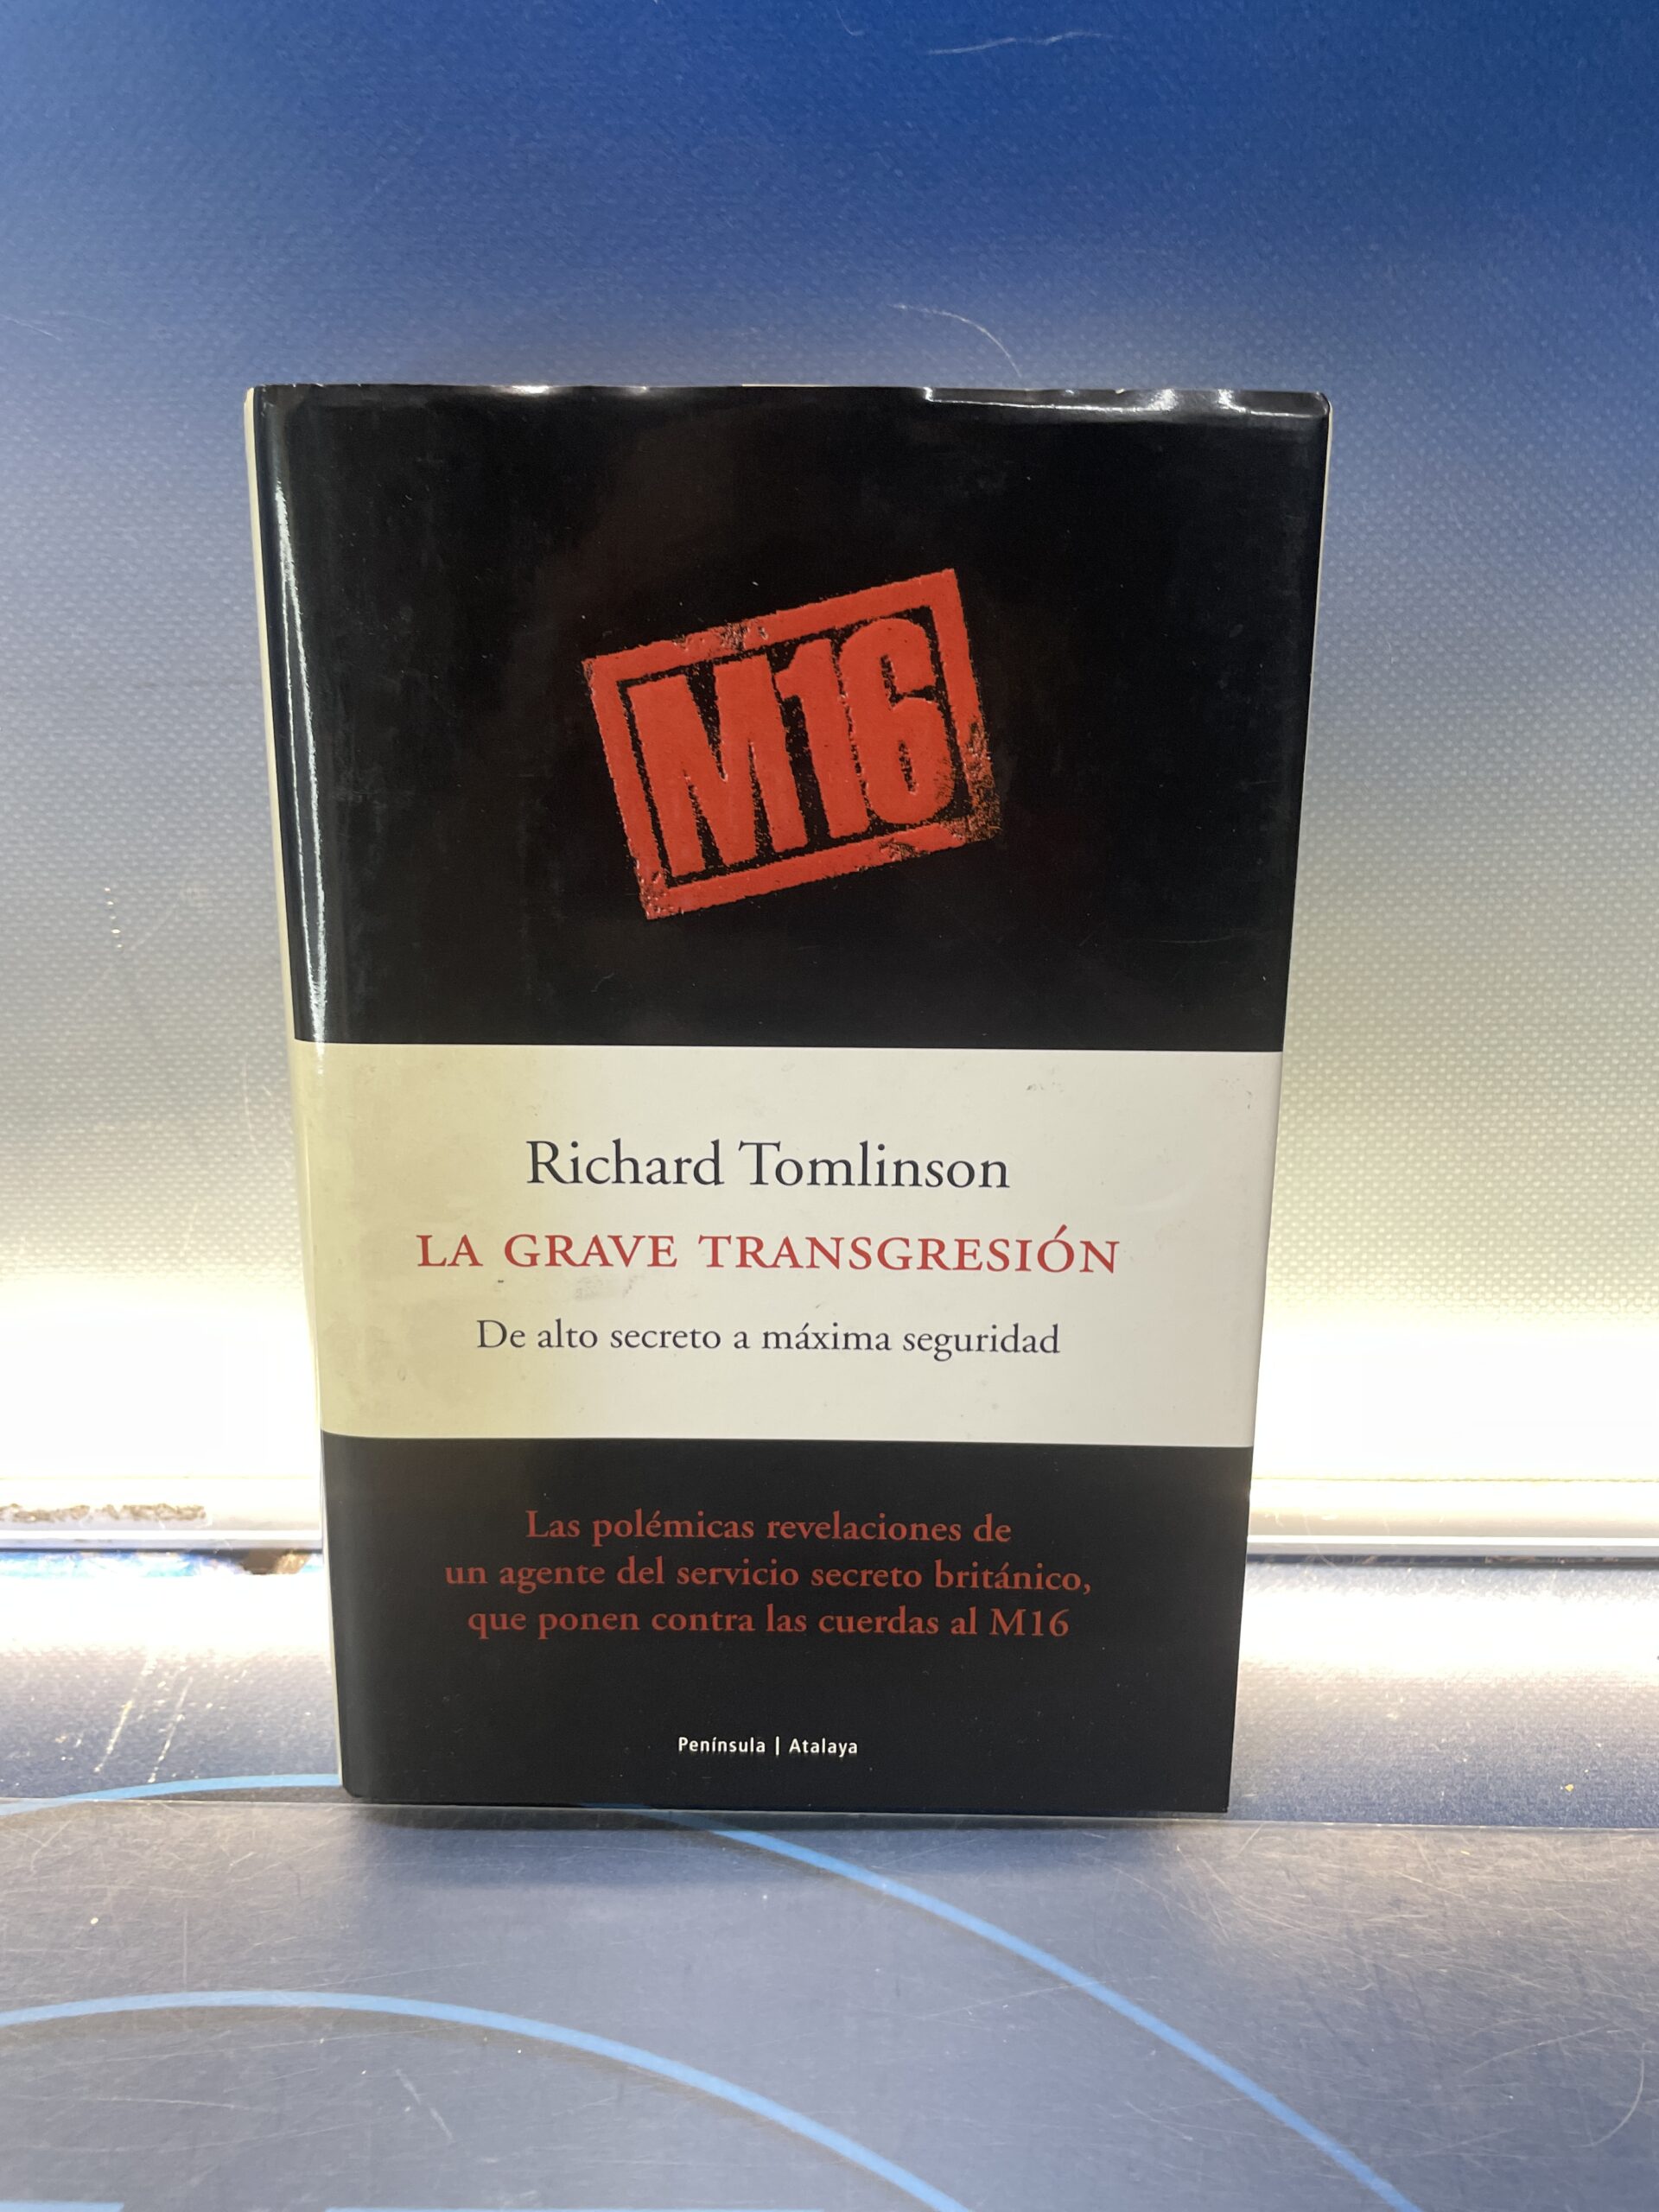 M16
Richard Tomlinson
LA GRAVE TRANSGRESIÓN
De alto secreto a máxima seguridad
Las polémicas revelaciones de
un agente del servicio secreto británico,
que ponen contra las cuerdas al M16
Península | Atalaya